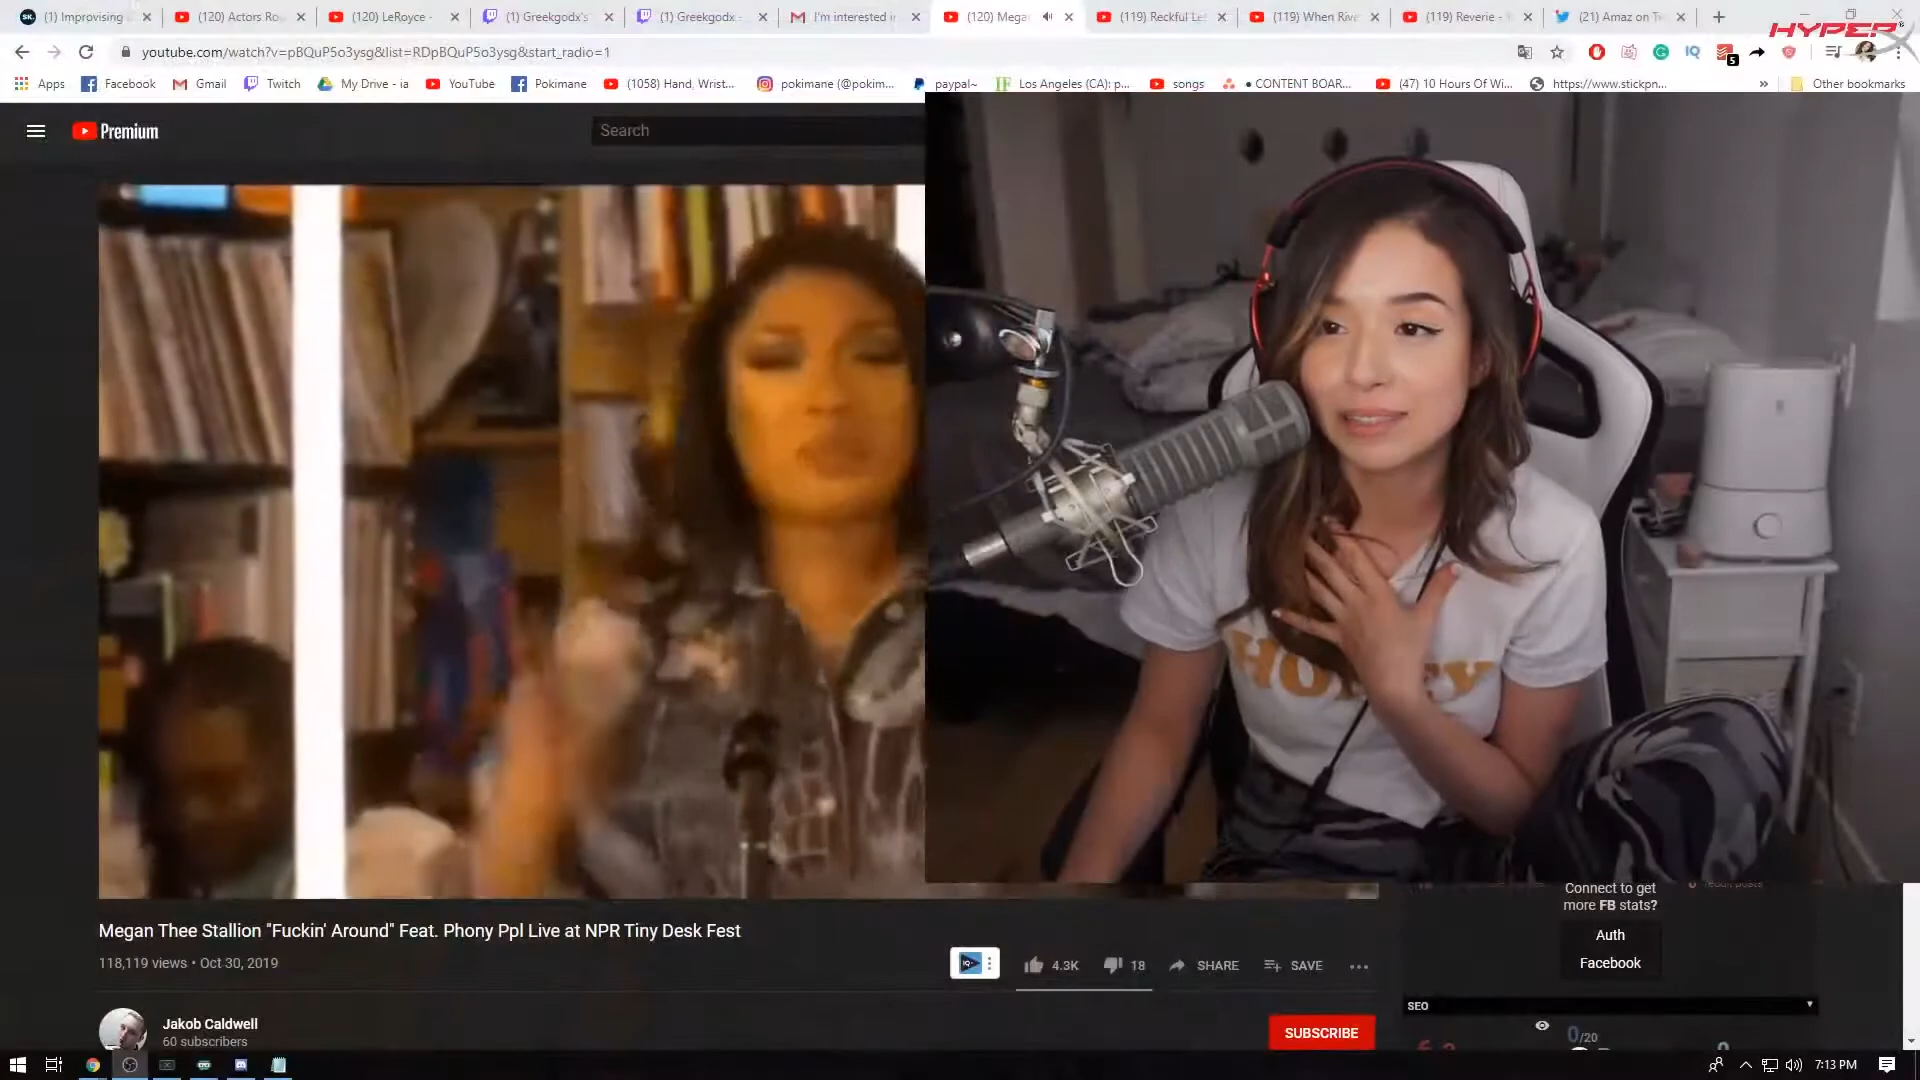 (1) Improvising
(120) Actors Ro
(120) LeRoyce -
(1) Greekgodx's
(1) Greekgodx -
I'm interested i
(120) Mega
(119) Reckful Le
(119) When Rive
(119) Reverie -
(21) Amaz on T
HYPERX
youtube.com/watch?v=pBQuP5o3ysg&list=RDpBQuP5o3ysg&start_radio=1
IQ
5
Apps
Facebook
Gmail
Twitch
My Drive - ia
YouTube
Pokimane
(1058) Hand, Wrist...
pokimane (@pokim...
paypal~
Los Angeles (CA): p...
songs
• CONTENT BOAR...
(47) 10 Hours Of Wi...
https://www.stickpn...
Other bookmarks
Premium
Search
Connect to get
more FB stats?
Auth
Facebook
Megan Thee Stallion "Fuckin' Around" Feat. Phony Ppl Live at NPR Tiny Desk Fest
118,119 views • Oct 30, 2019
4.3K
18
SHARE
SAVE
SEO
Jakob Caldwell
60 subscribers
SUBSCRIBE
0/20
7:13 PM